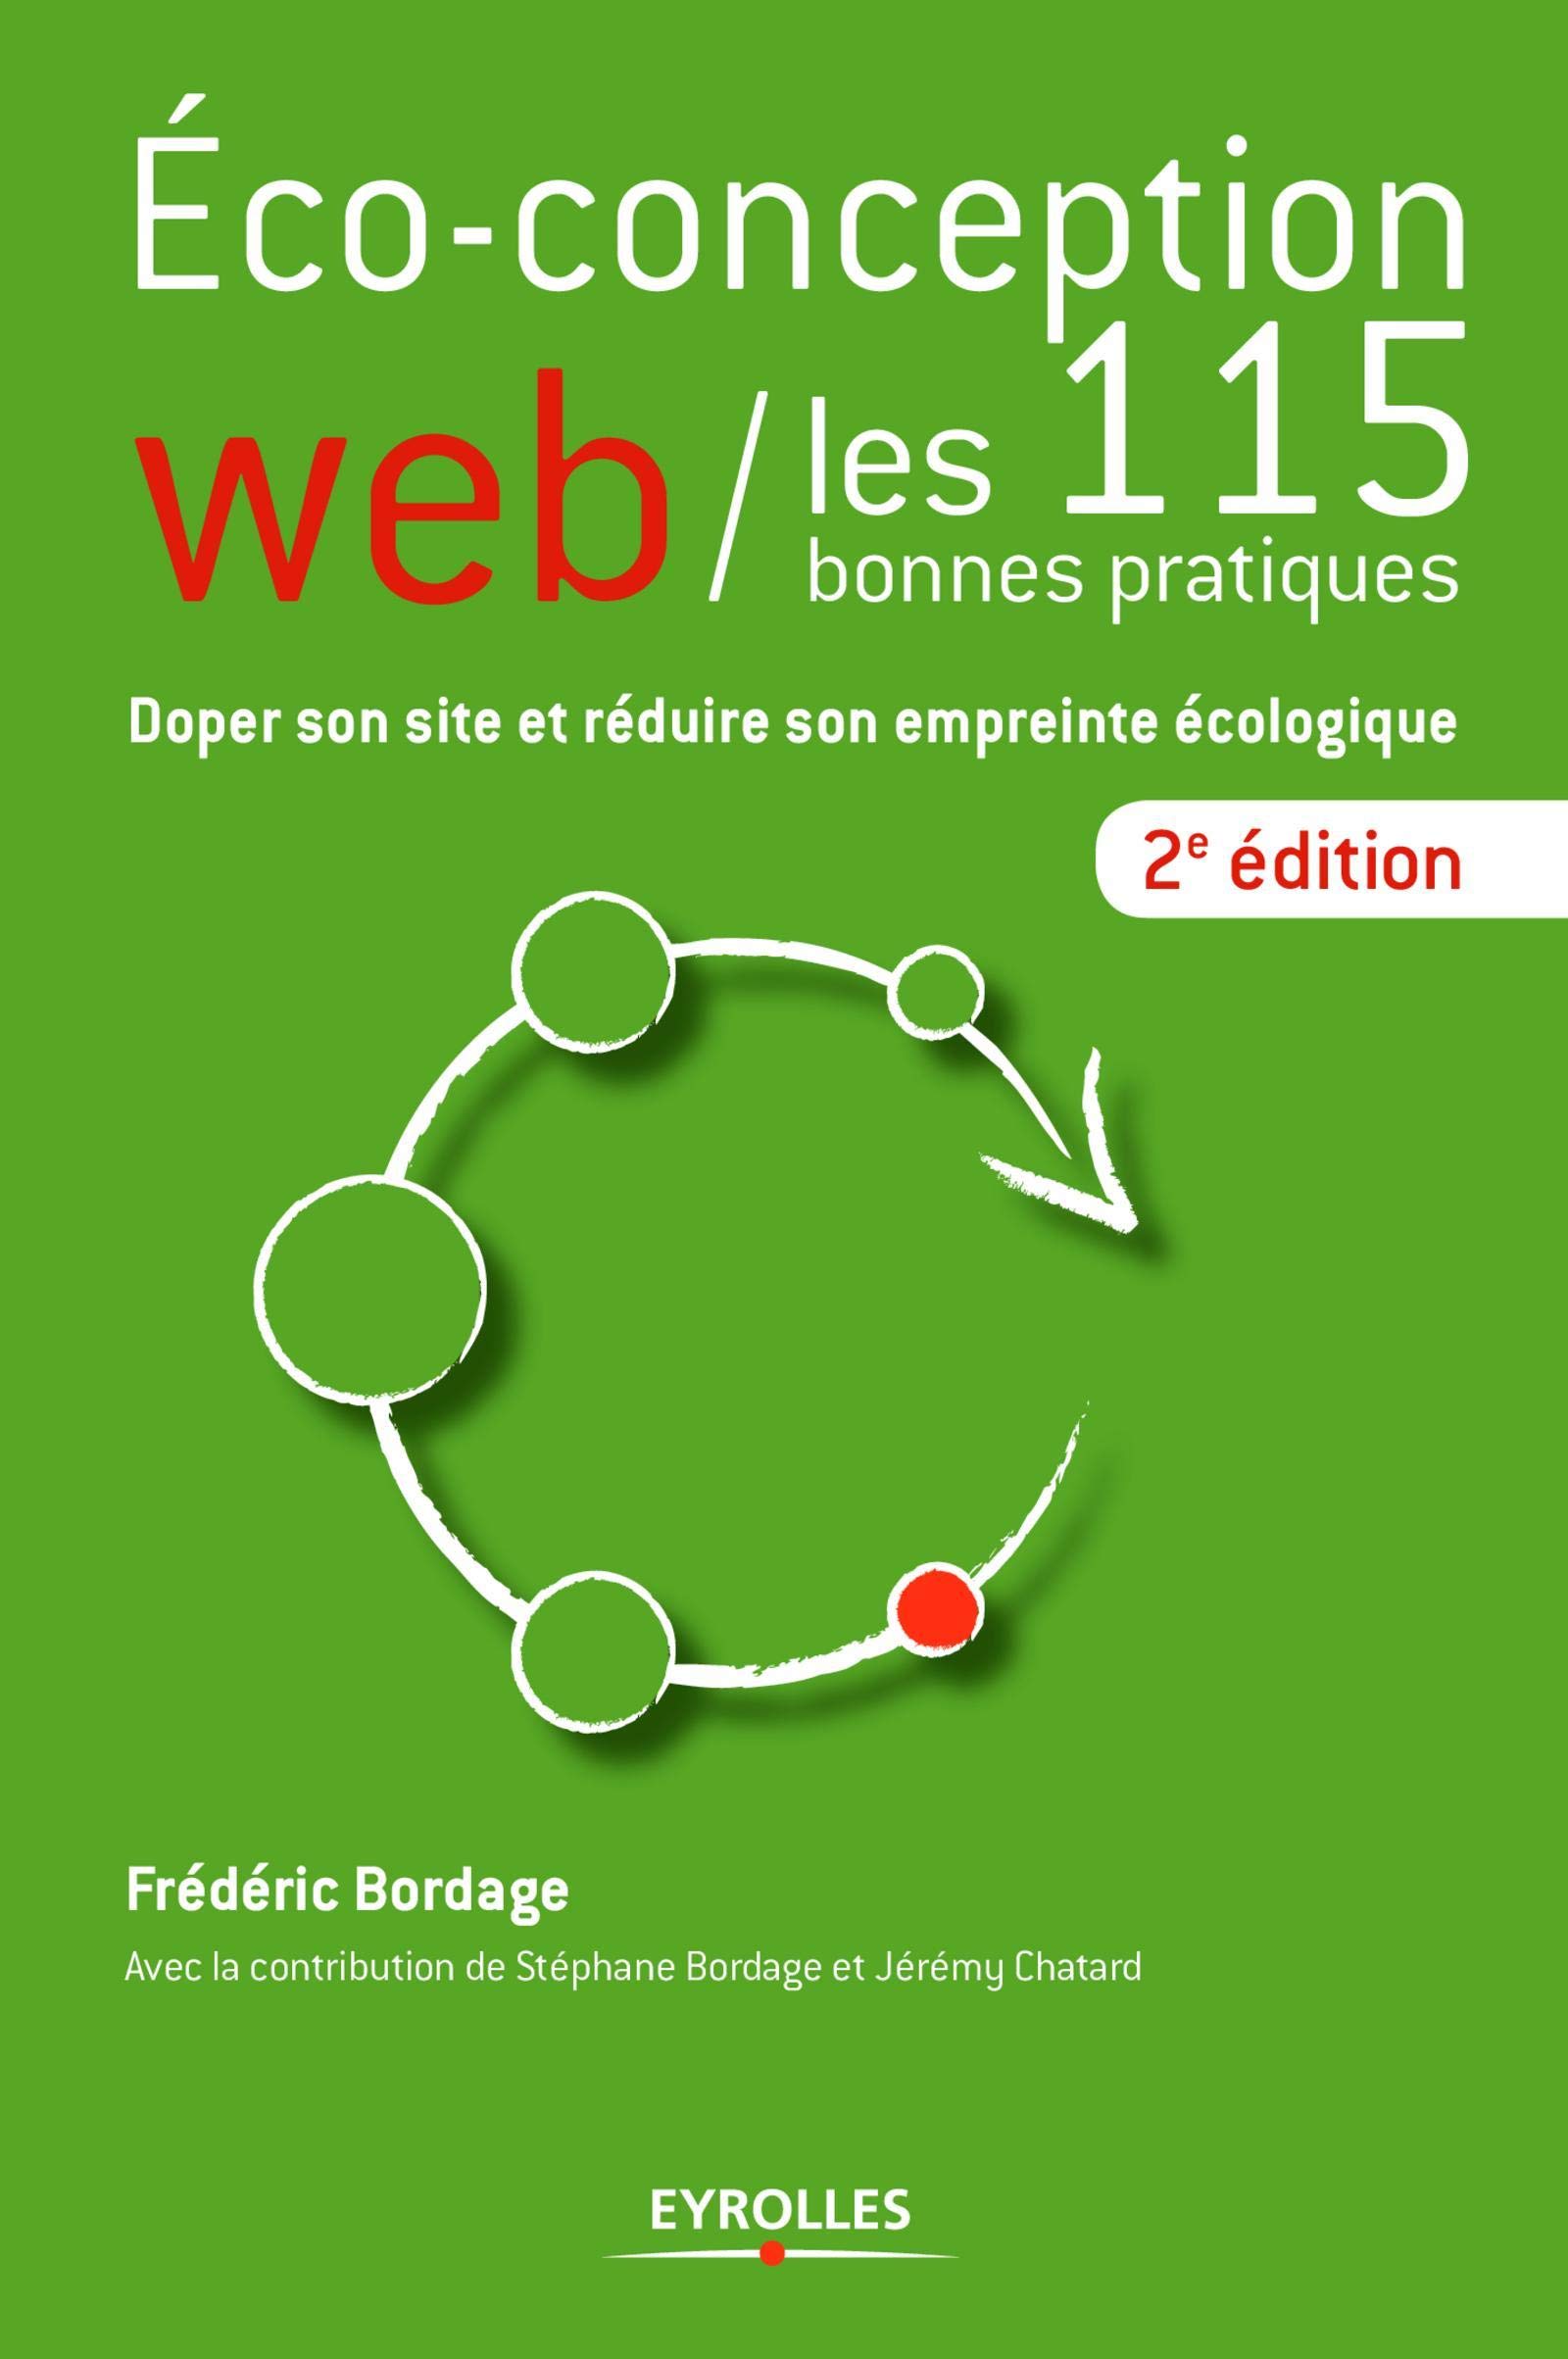 Éco-conception
web / les 115
bonnes pratiques
Doper son site et réduire son empreinte écologique
2e édition
Frédéric Bordage
Avec la contribution de Stéphane Bordage et Jérémy Chatard
EYROLLES